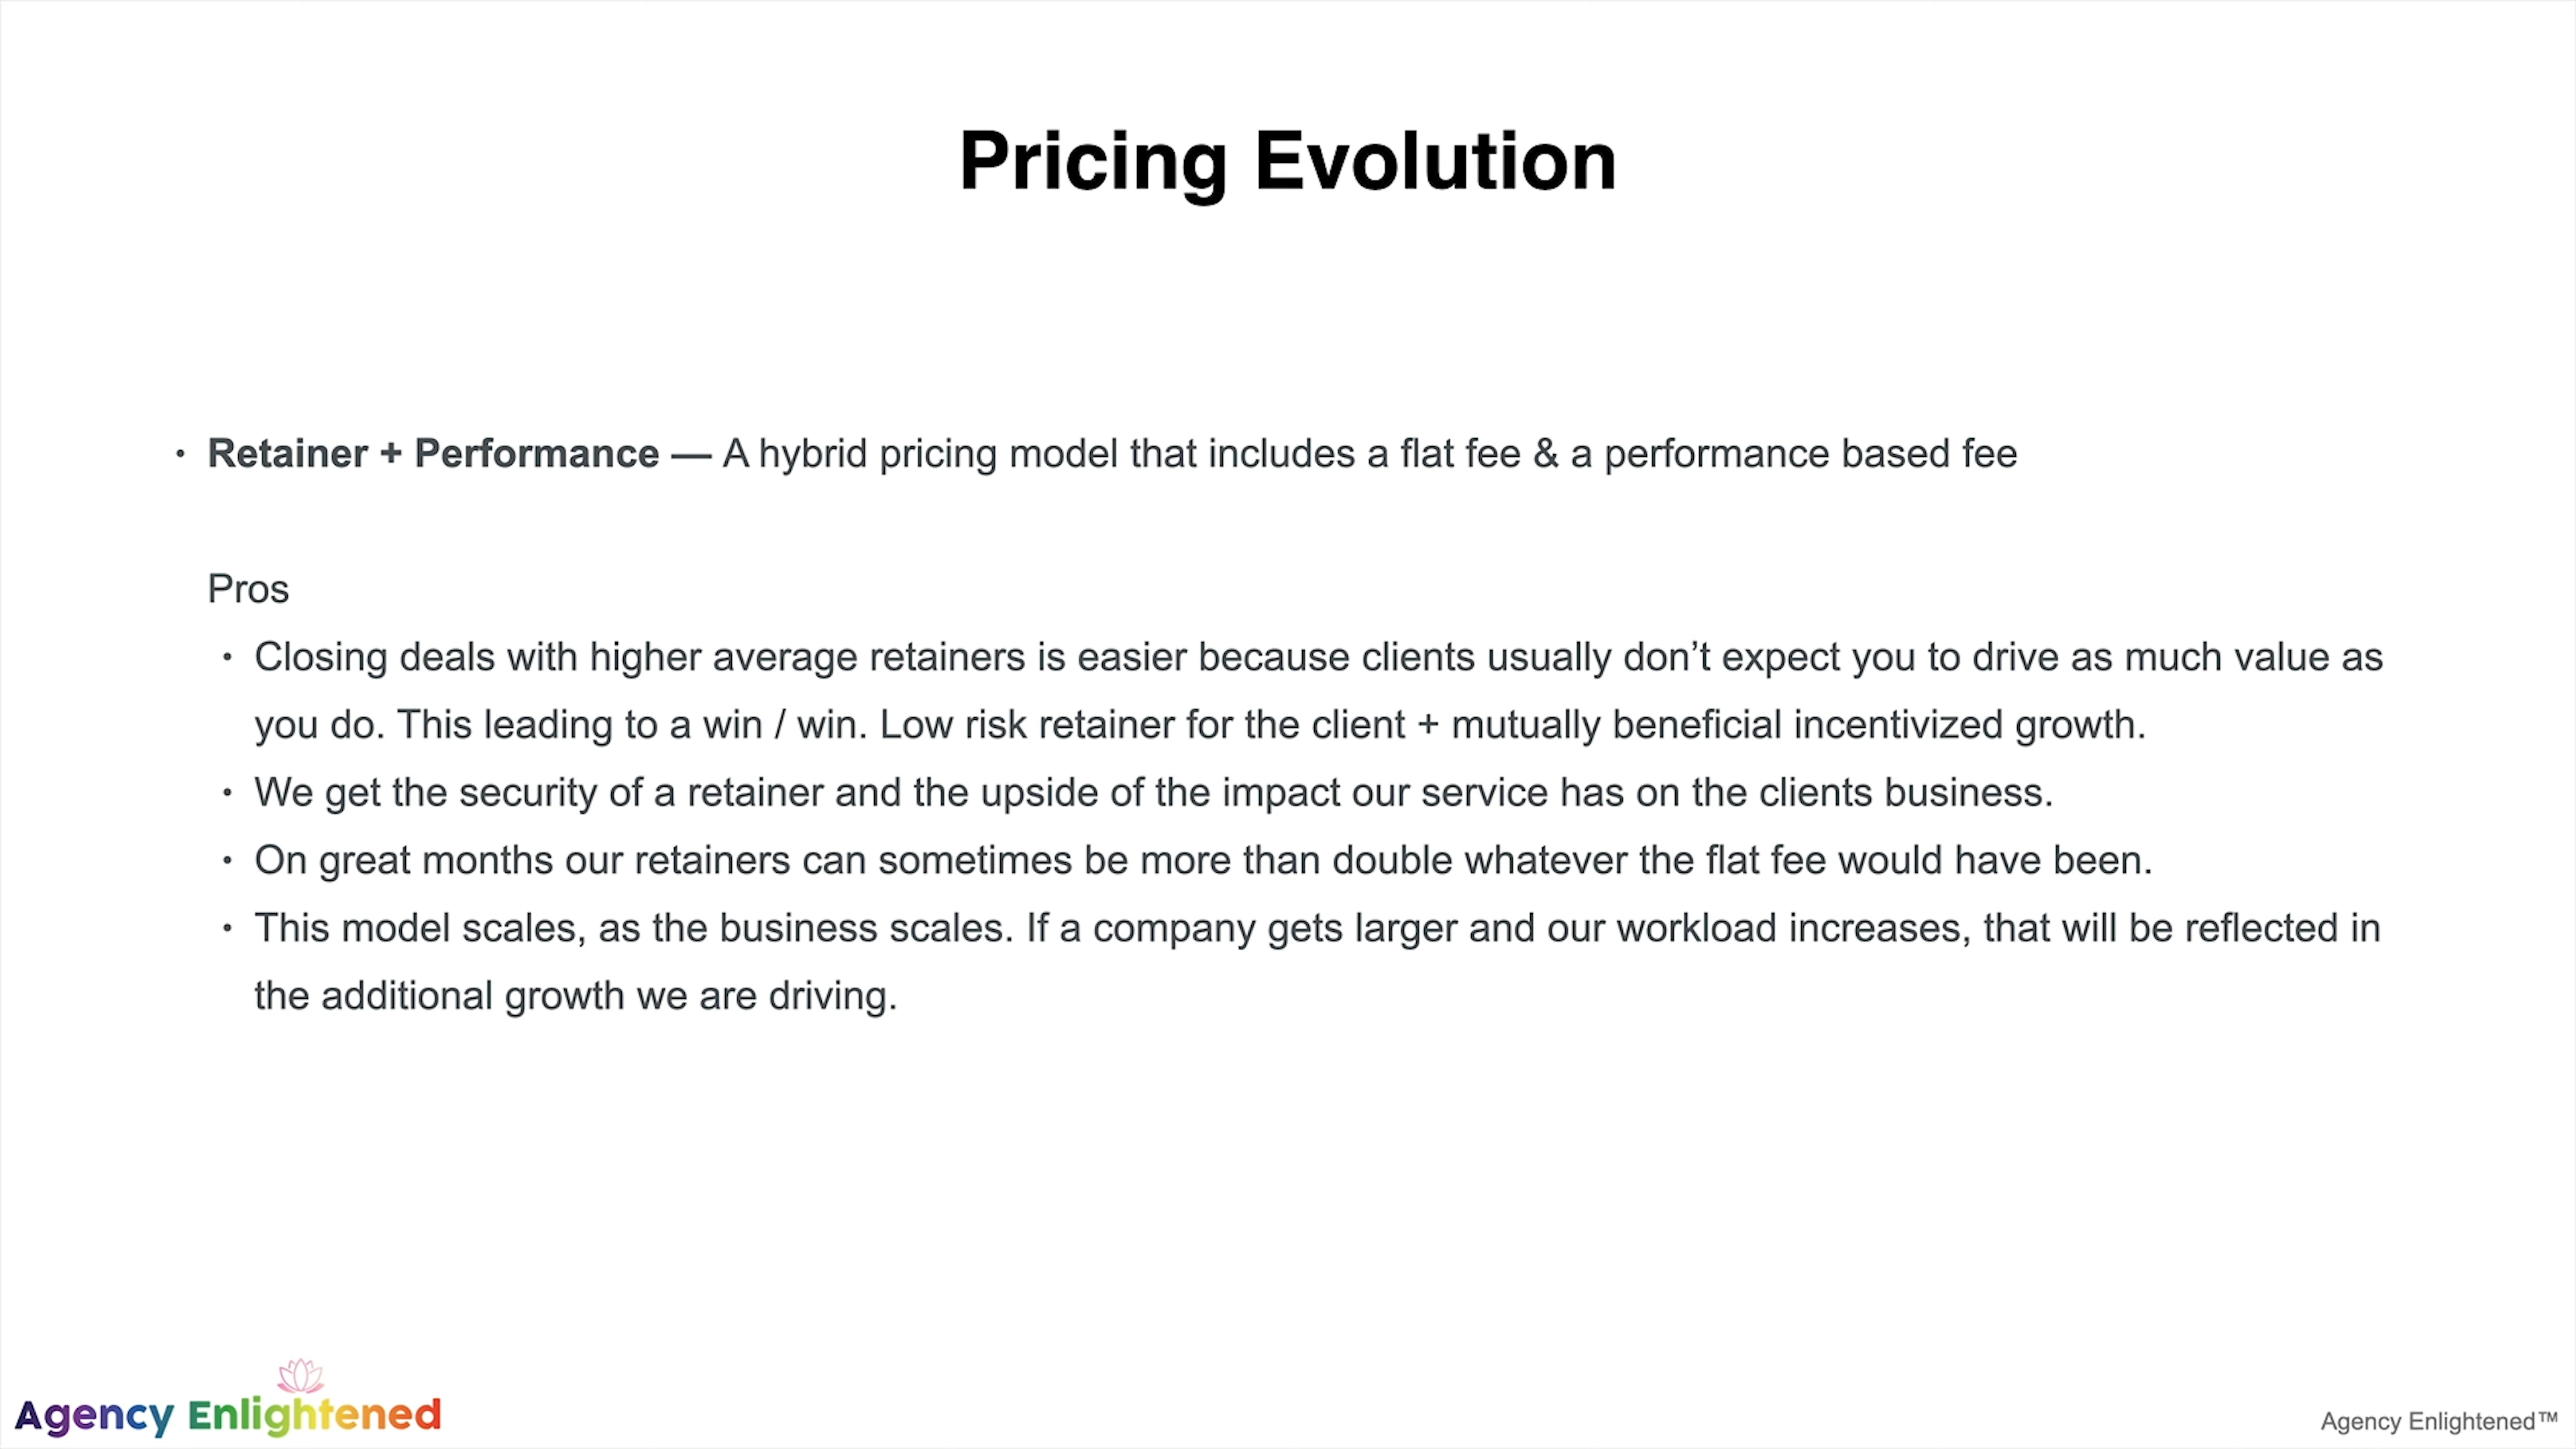 Pricing Evolution
• Retainer + Performance — A hybrid pricing model that includes a flat fee & a performance based fee
Pros
• Closing deals with higher average retainers is easier because clients usually don’t expect you to drive as much value as
you do. This leading to a win / win. Low risk retainer for the client + mutually beneficial incentivized growth.
• We get the security of a retainer and the upside of the impact our service has on the clients business.
• On great months our retainers can sometimes be more than double whatever the flat fee would have been.
• This model scales, as the business scales. If a company gets larger and our workload increases, that will be reflected in
the additional growth we are driving.
Agency Enlightened
Agency Enlightened™